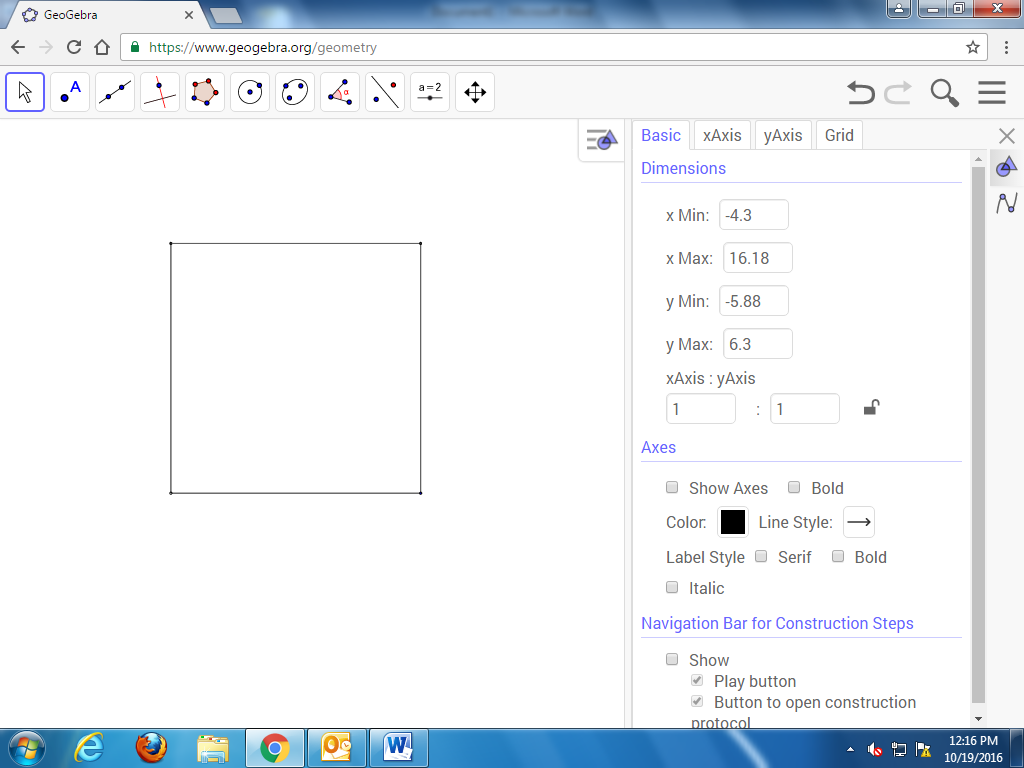 GeoGebra
https://www.geogebra.org/geometry
A
α
a=2
Basic
xAxis
yAxis
Grid
Dimensions
x Min: -4.3
x Max: 16.18
y Min: -5.88
y Max: 6.3
xAxis : yAxis
1 : 1
Axes
Show Axes Bold
Color: Line Style:
Label Style Serif Bold
Italic
Navigation Bar for Construction Steps
Show
Play button
Button to open construction
protocol
12:16 PM
10/19/2016